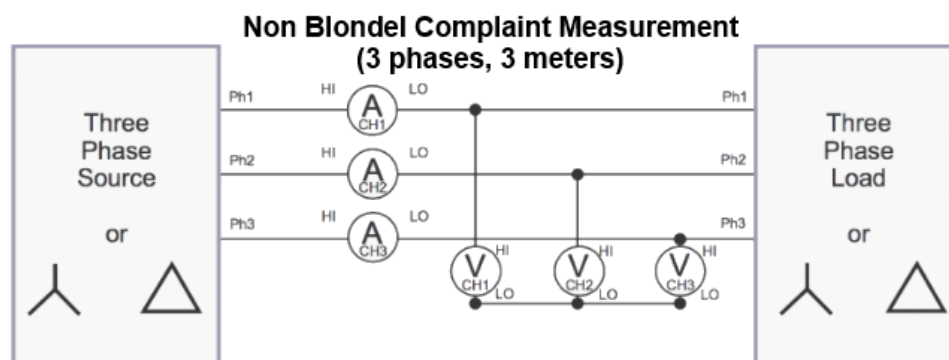 Non Blondel Complaint Measurement
(3 phases, 3 meters)
Three
Phase
Source
or
Ph1
HI
A
CH1
LO
Ph1
Ph2
HI
A
CH2
LO
Ph2
Ph3
HI
A
CH3
LO
Ph3
V
CH1
HI
LO
V
CH2
HI
LO
V
CH3
HI
LO
Three
Phase
Load
or